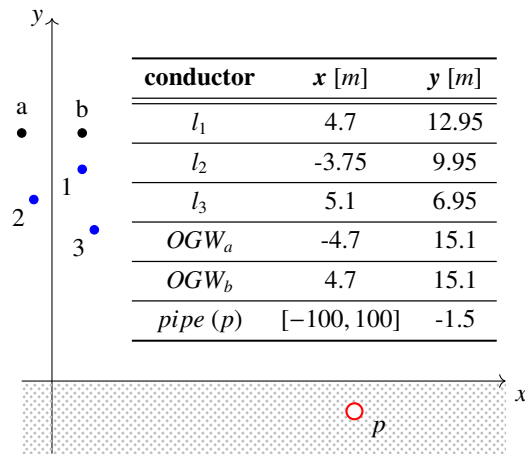 y
conductor x [m] y [m]
a b
l₁ 4.7 12.95
1
l₂ -3.75 9.95
2
l₃ 5.1 6.95
3
OGWₐ -4.7 15.1
OGW_b 4.7 15.1
pipe (p) [−100, 100] -1.5
x
p